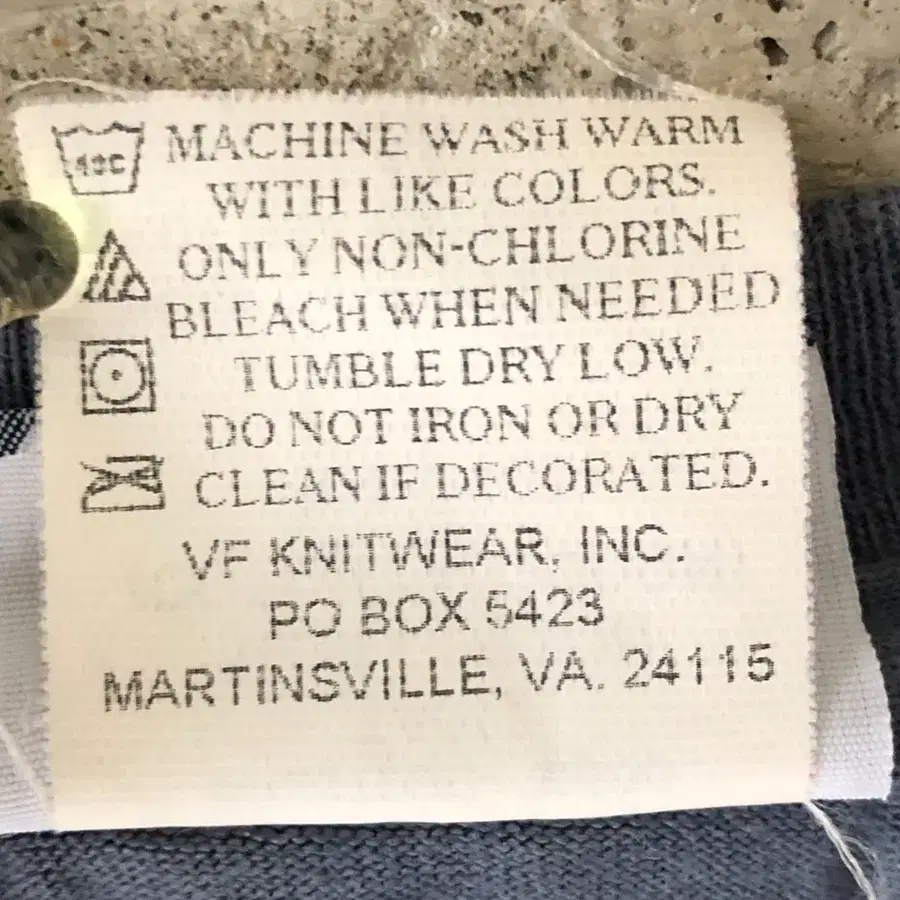 40C MACHINE WASH WARM
WITH LIKE COLORS.
ONLY NON-CHLORINE
BLEACH WHEN NEEDED
TUMBLE DRY LOW.
DO NOT IRON OR DRY
CLEAN IF DECORATED.
VF KNITWEAR, INC.
PO BOX 5423
MARTINSVILLE, VA. 24115